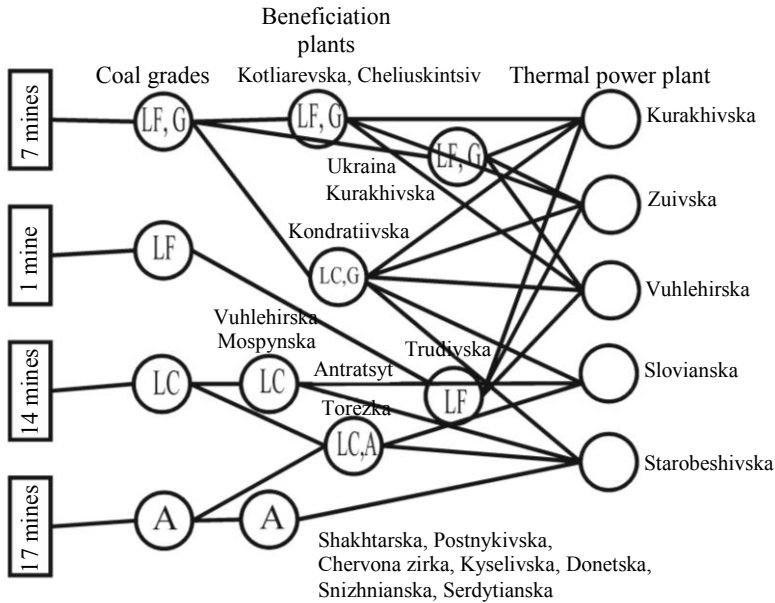 Beneficiation
plants
Coal grades
Kotliarevska, Cheliuskintsiv
Thermal power plant
7 mines
LF, G
LF, G
LF, G
Kurakhivska
Ukraina
Kurakhivska
Zuivska
1 mine
LF
Kondratiivska
LC,G
Vuhlehirska
Vuhlehirska
Mospynska
Trudivska
14 mines
LC
LC
Antratsyt
LF
Slovianska
Torezka
LC,A
Starobeshivska
17 mines
A
A
Shakhtarska, Postnykivska,
Chervona zirka, Kyselivska, Donetska,
Snizhnianska, Serdytianska